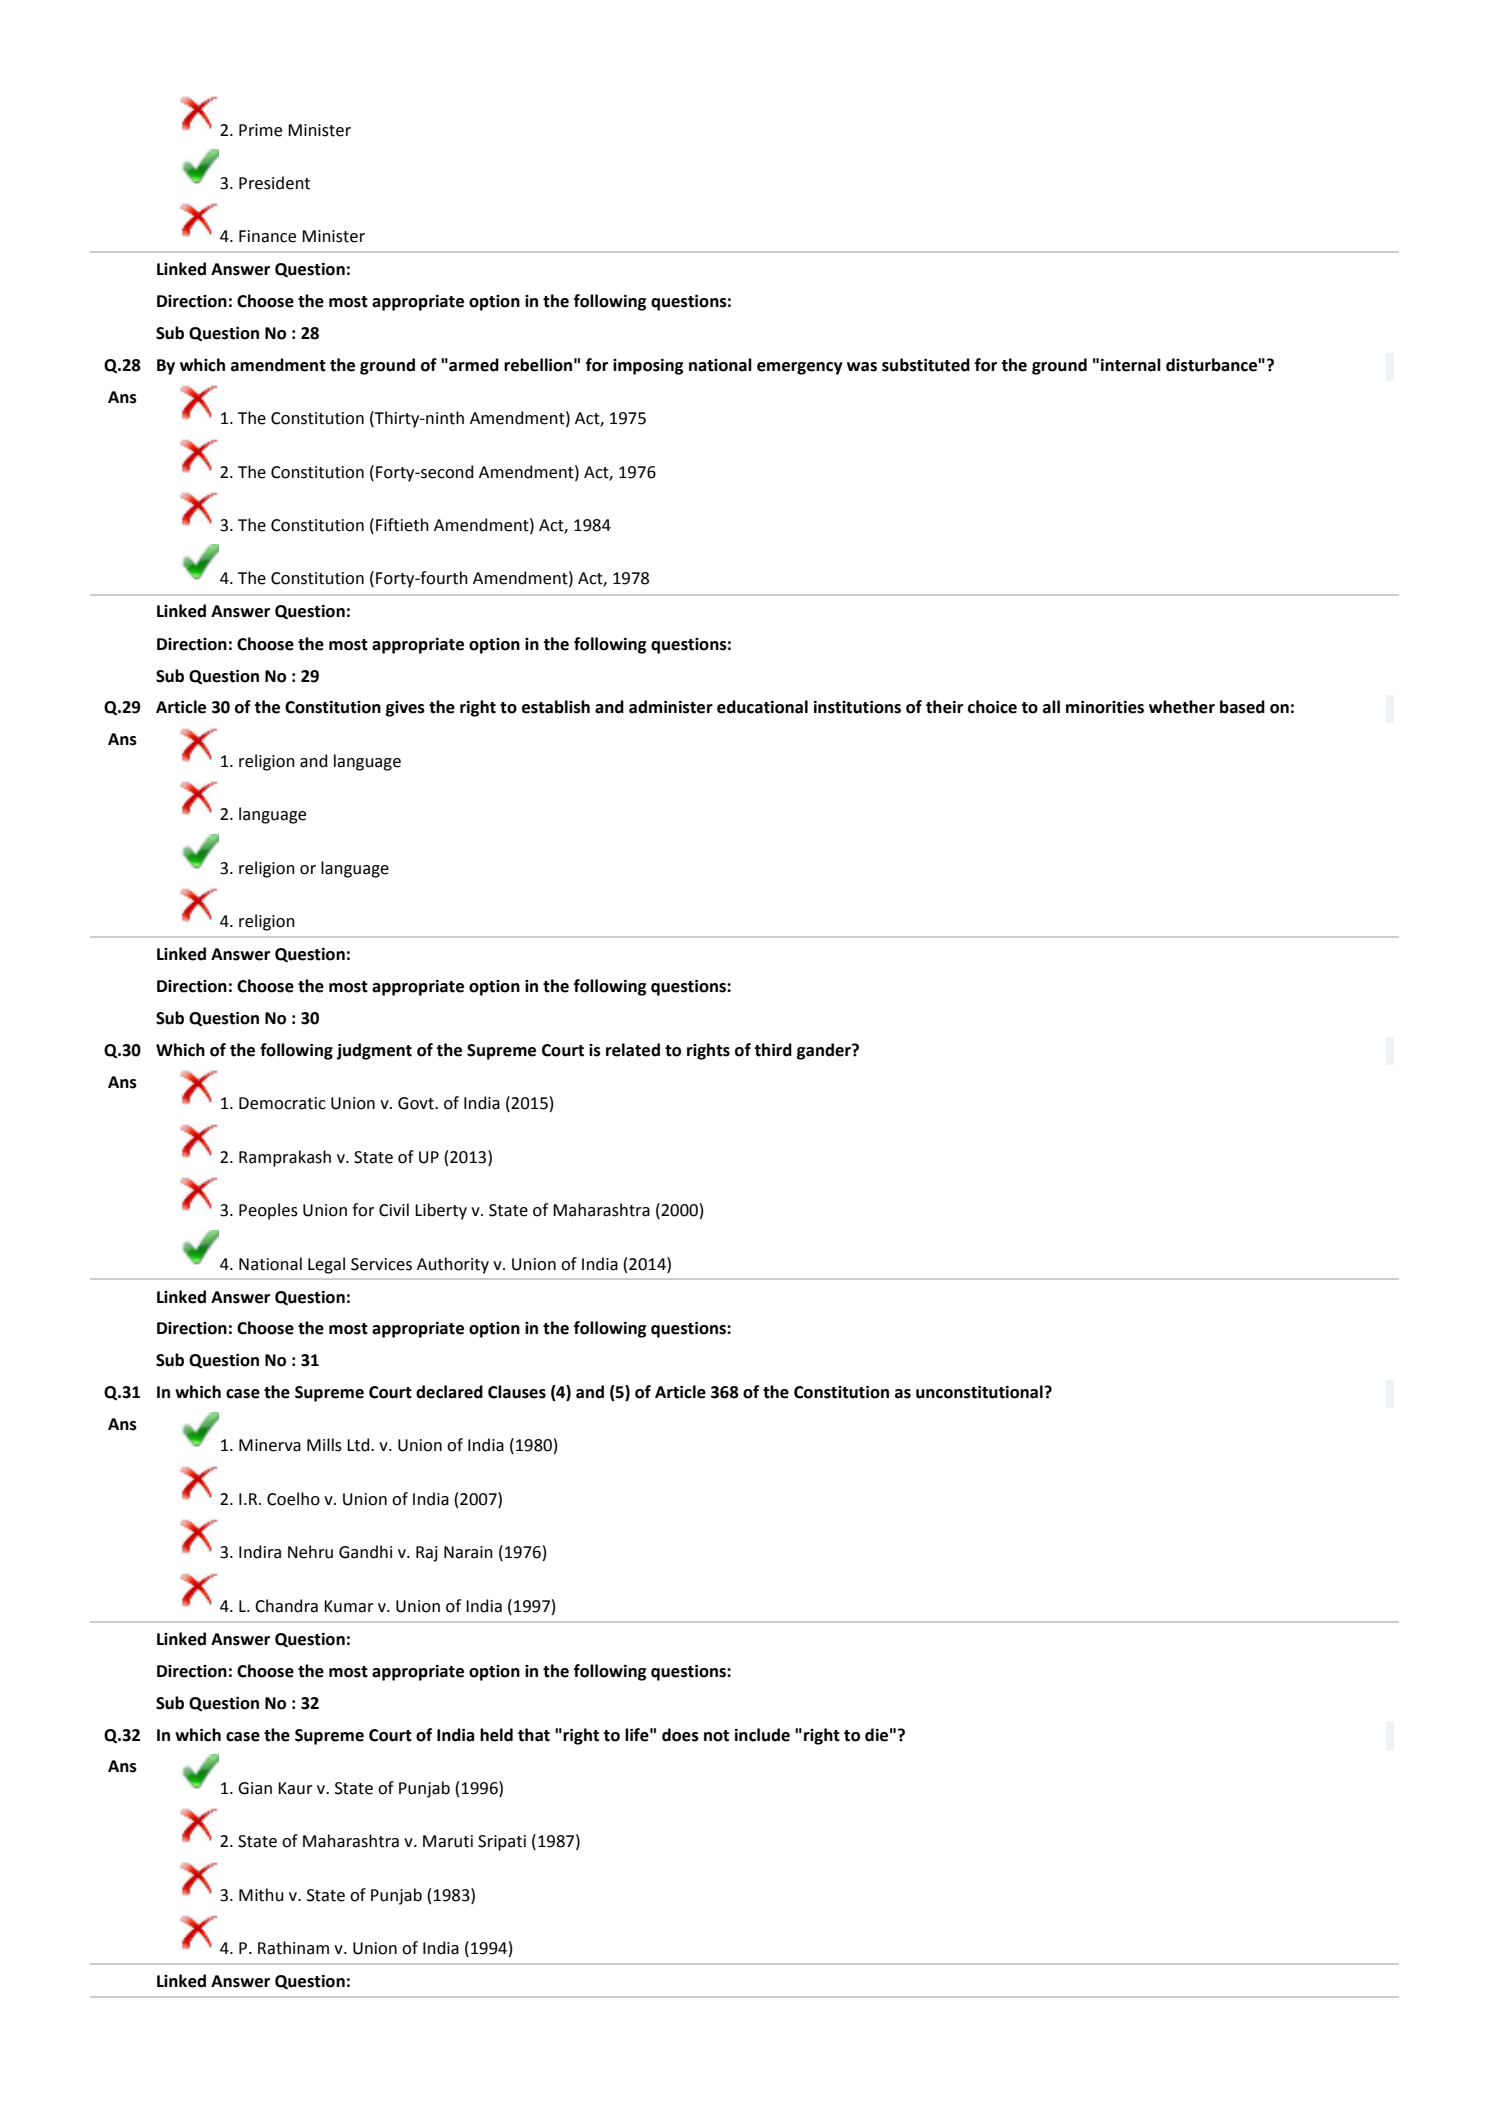 2. Prime Minister
3. President
4. Finance Minister
Linked Answer Question:
Direction: Choose the most appropriate option in the following questions:
Sub Question No : 28
Q.28 By which amendment the ground of "armed rebellion" for imposing national emergency was substituted for the ground "internal disturbance"?
Ans
1. The Constitution (Thirty-ninth Amendment) Act, 1975
2. The Constitution (Forty-second Amendment) Act, 1976
3. The Constitution (Fiftieth Amendment) Act, 1984
4. The Constitution (Forty-fourth Amendment) Act, 1978
Linked Answer Question:
Direction: Choose the most appropriate option in the following questions:
Sub Question No : 29
Q.29 Article 30 of the Constitution gives the right to establish and administer educational institutions of their choice to all minorities whether based on:
Ans
1. religion and language
2. language
3. religion or language
4. religion
Linked Answer Question:
Direction: Choose the most appropriate option in the following questions:
Sub Question No : 30
Q.30 Which of the following judgment of the Supreme Court is related to rights of third gander?
Ans
1. Democratic Union v. Govt. of India (2015)
2. Ramprakash v. State of UP (2013)
3. Peoples Union for Civil Liberty v. State of Maharashtra (2000)
4. National Legal Services Authority v. Union of India (2014)
Linked Answer Question:
Direction: Choose the most appropriate option in the following questions:
Sub Question No : 31
Q.31 In which case the Supreme Court declared Clauses (4) and (5) of Article 368 of the Constitution as unconstitutional?
Ans
1. Minerva Mills Ltd. v. Union of India (1980)
2. I.R. Coelho v. Union of India (2007)
3. Indira Nehru Gandhi v. Raj Narain (1976)
4. L. Chandra Kumar v. Union of India (1997)
Linked Answer Question:
Direction: Choose the most appropriate option in the following questions:
Sub Question No : 32
Q.32 In which case the Supreme Court of India held that "right to life" does not include "right to die"?
Ans
1. Gian Kaur v. State of Punjab (1996)
2. State of Maharashtra v. Maruti Sripati (1987)
3. Mithu v. State of Punjab (1983)
4. P. Rathinam v. Union of India (1994)
Linked Answer Question: